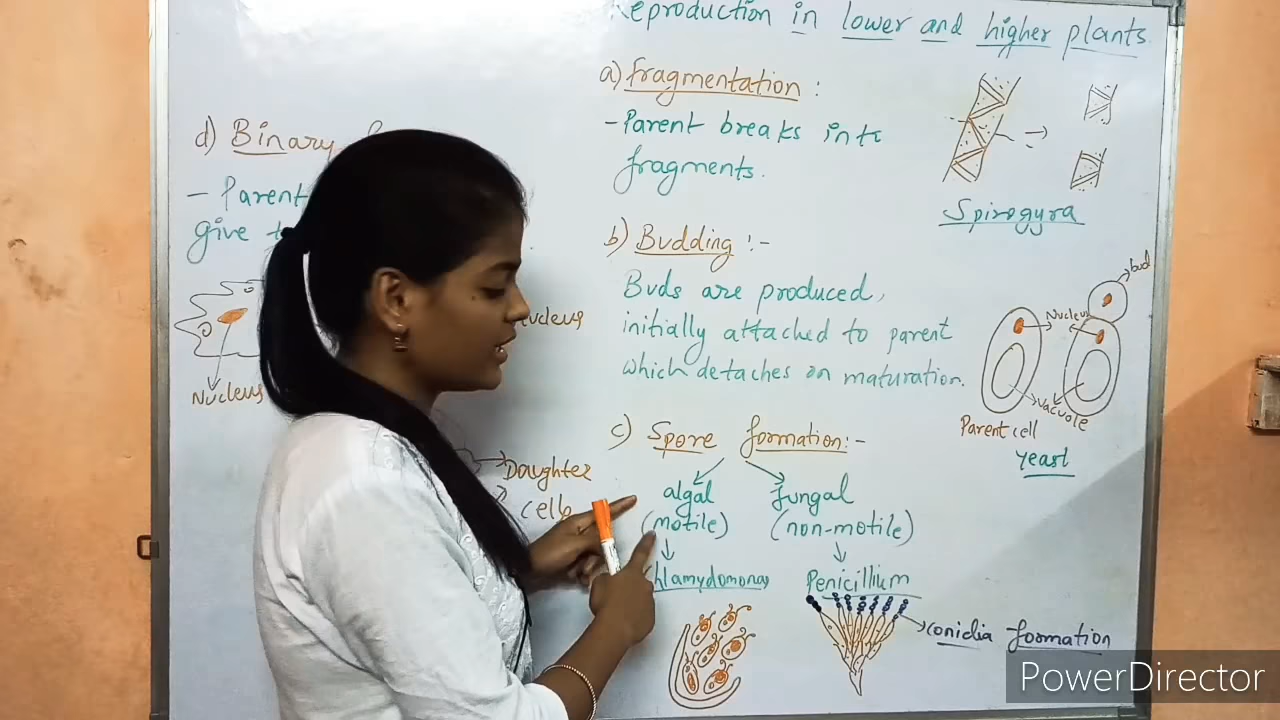 Reproduction in lower and higher plants
d) Binary
- Parent
give
Nucleus
Nucleus
Daughter
cells
a) fragmentation :
- Parent breaks into
fragments.
Spirogyra
b) Budding :-
Buds are produced,
initially attached to parent
which detaches on maturation.
bud
Nucleus
Vacuole
Parent cell
Yeast
c) Spore formation :-
algal fungal
(motile) (non-motile)
Chlamydomonas Penicillium
conidia formation
PowerDirector